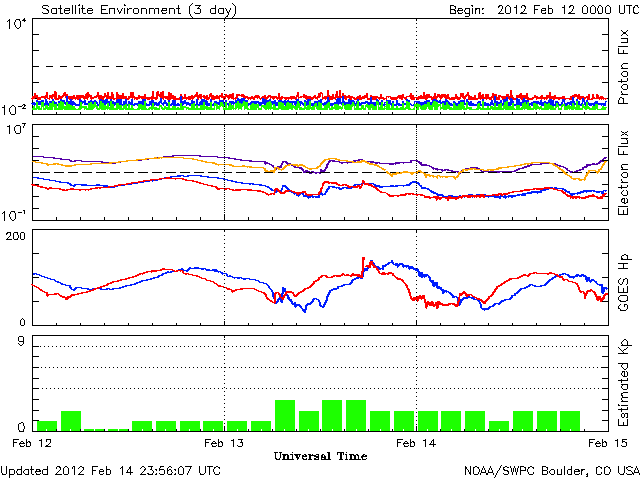 Satellite Environment (3 day) Begin: 2012 Feb 12 0000 UTC
10^4
Proton Flux
10^-2
10^7
Electron Flux
10^-1
200
GOES Hp
0
9
Estimated Kp
0
Feb 12 Feb 13 Feb 14 Feb 15
Universal Time
Updated 2012 Feb 14 23:56:07 UTC NOAA/SWPC Boulder, CO USA